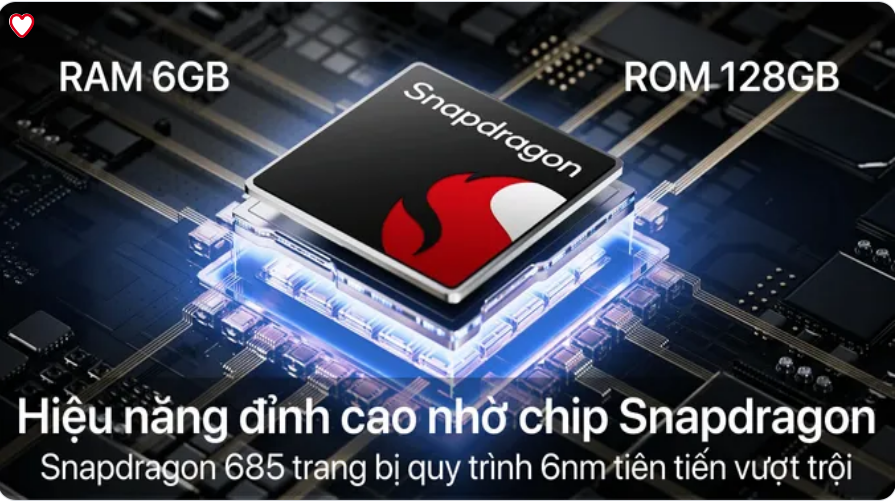 RAM 6GB
ROM 128GB
Snapdragon
Hiệu năng đỉnh cao nhờ chip Snapdragon
Snapdragon 685 trang bị quy trình 6nm tiên tiến vượt trội